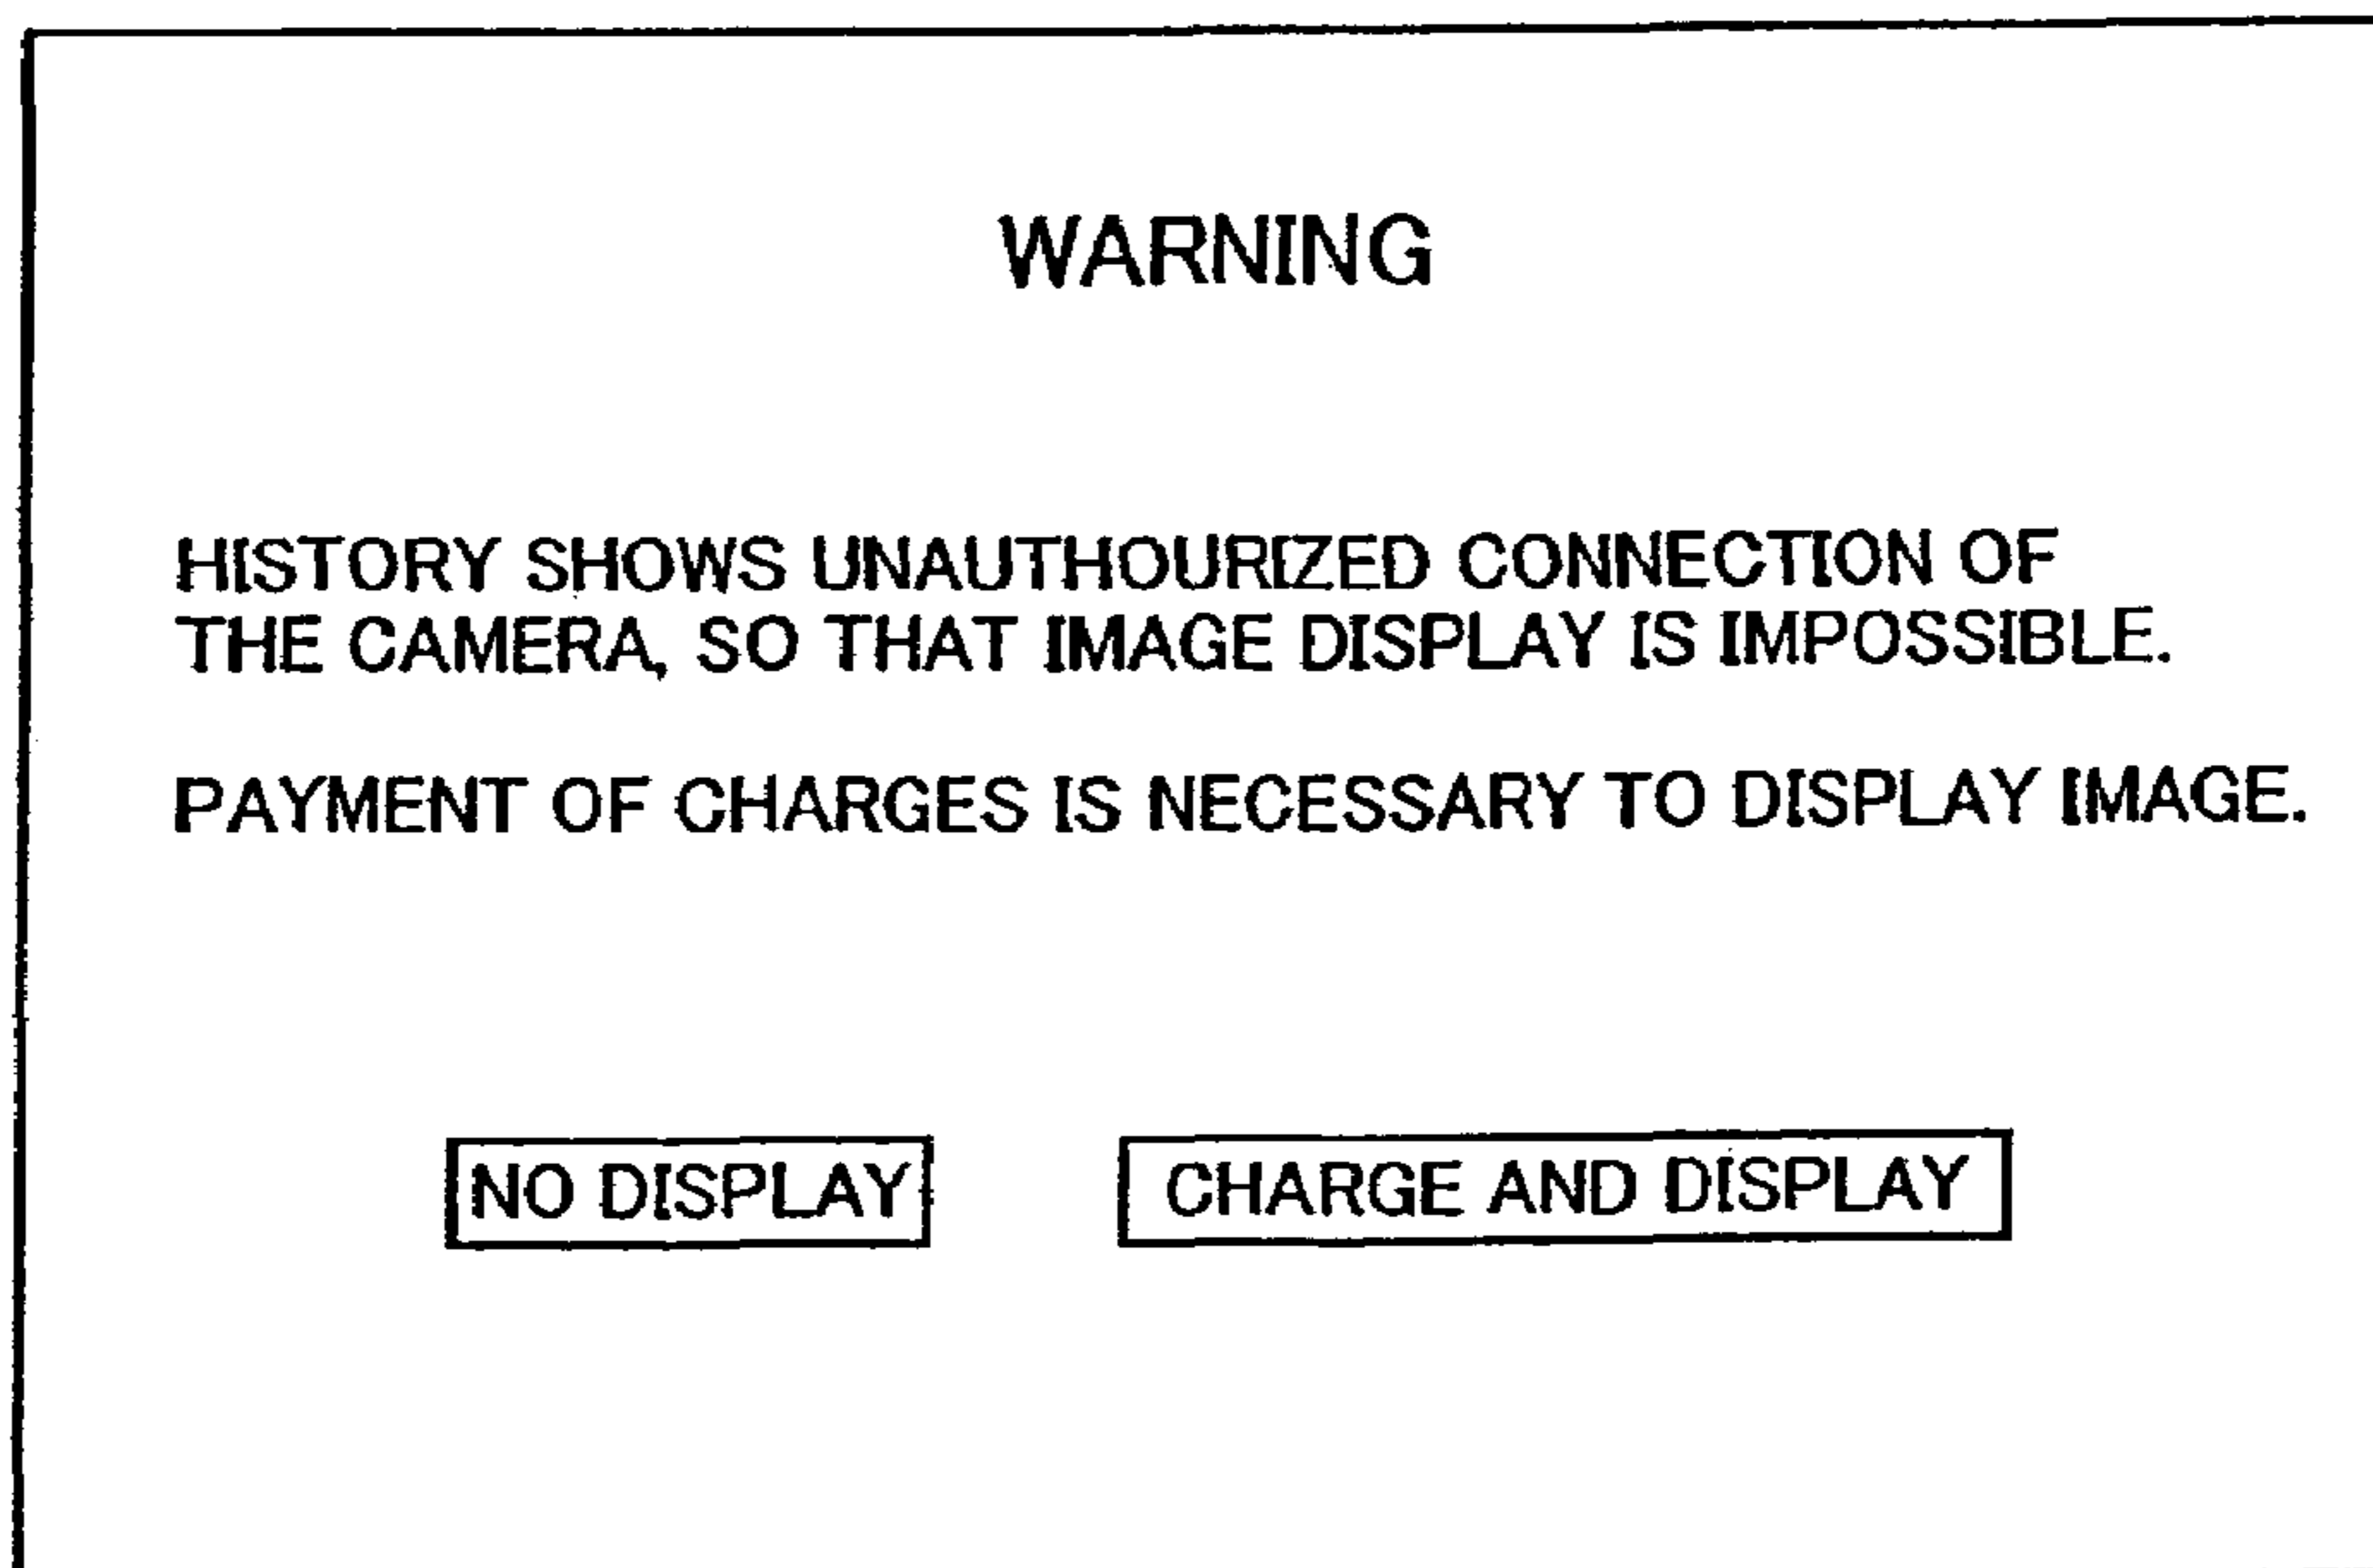 WARNING
HISTORY SHOWS UNAUTHOURIZED CONNECTION OF
THE CAMERA, SO THAT IMAGE DISPLAY IS IMPOSSIBLE.
PAYMENT OF CHARGES IS NECESSARY TO DISPLAY IMAGE.
NO DISPLAY CHARGE AND DISPLAY